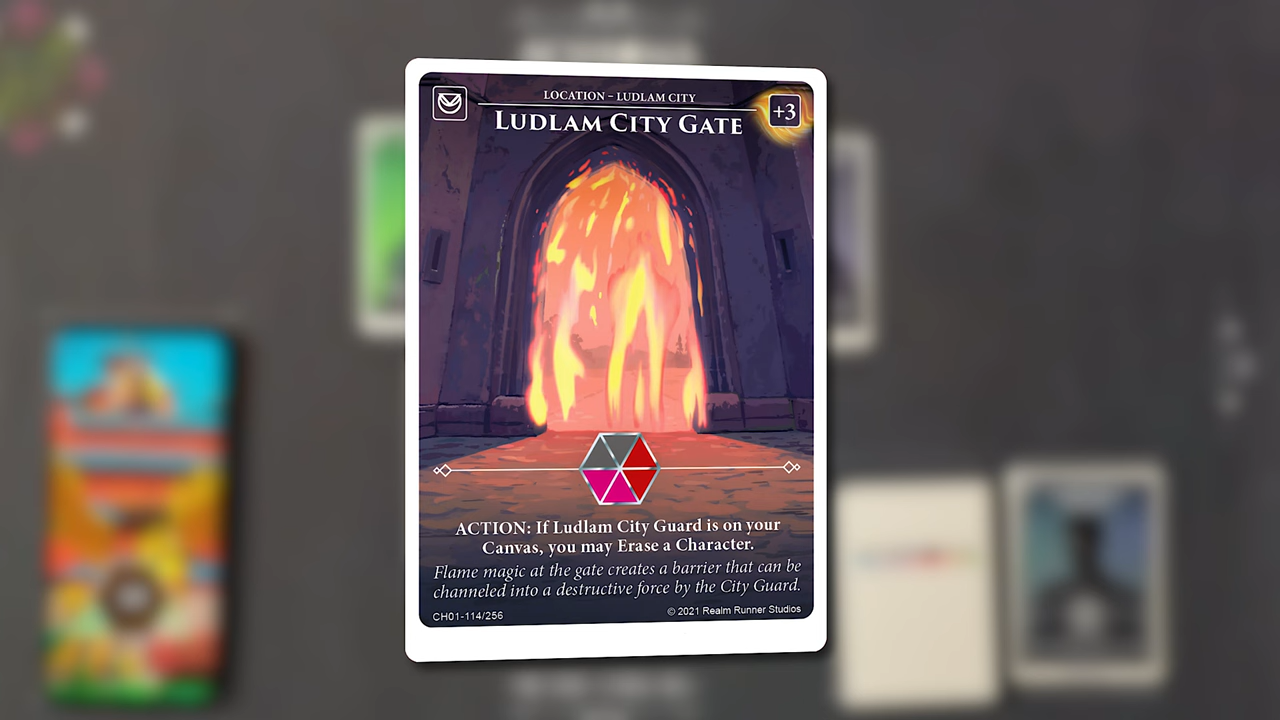 LOCATION – LUDLAM CITY
LUDLAM CITY GATE
+3
ACTION: If Ludlam City Guard is on your
Canvas, you may Erase a Character.
Flame magic at the gate creates a barrier that can be
channeled into a destructive force by the City Guard.
CH01-114/256
© 2021 Realm Runner Studios